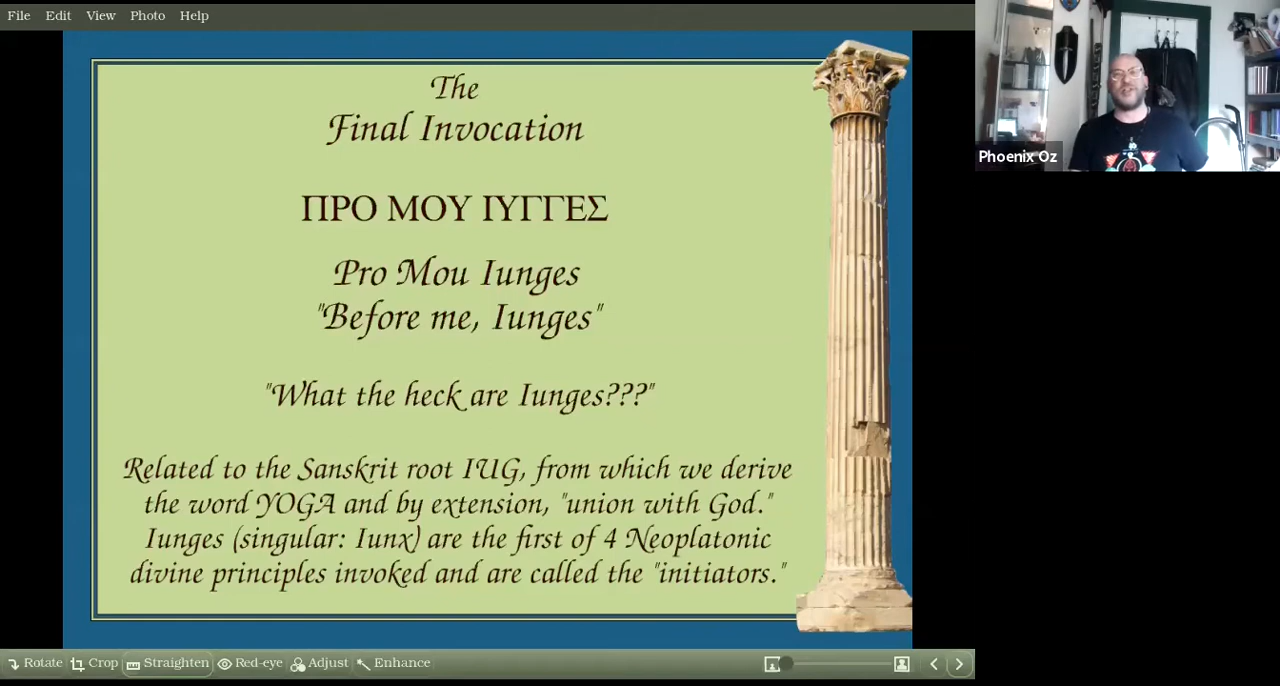 File Edit View Photo Help
The
Final Invocation
ΠΡΟ ΜΟΥ ΙΥΓΓΕΣ
Pro Mou Iunges
"Before me, Iunges"
"What the heck are Iunges???"
Related to the Sanskrit root IUG, from which we derive
the word YOGA and by extension, "union with God."
Iunges (singular: Iunx) are the first of 4 Neoplatonic
divine principles invoked and are called the "initiators."
Phoenix Oz
Rotate Crop Straighten Red-eye Adjust Enhance